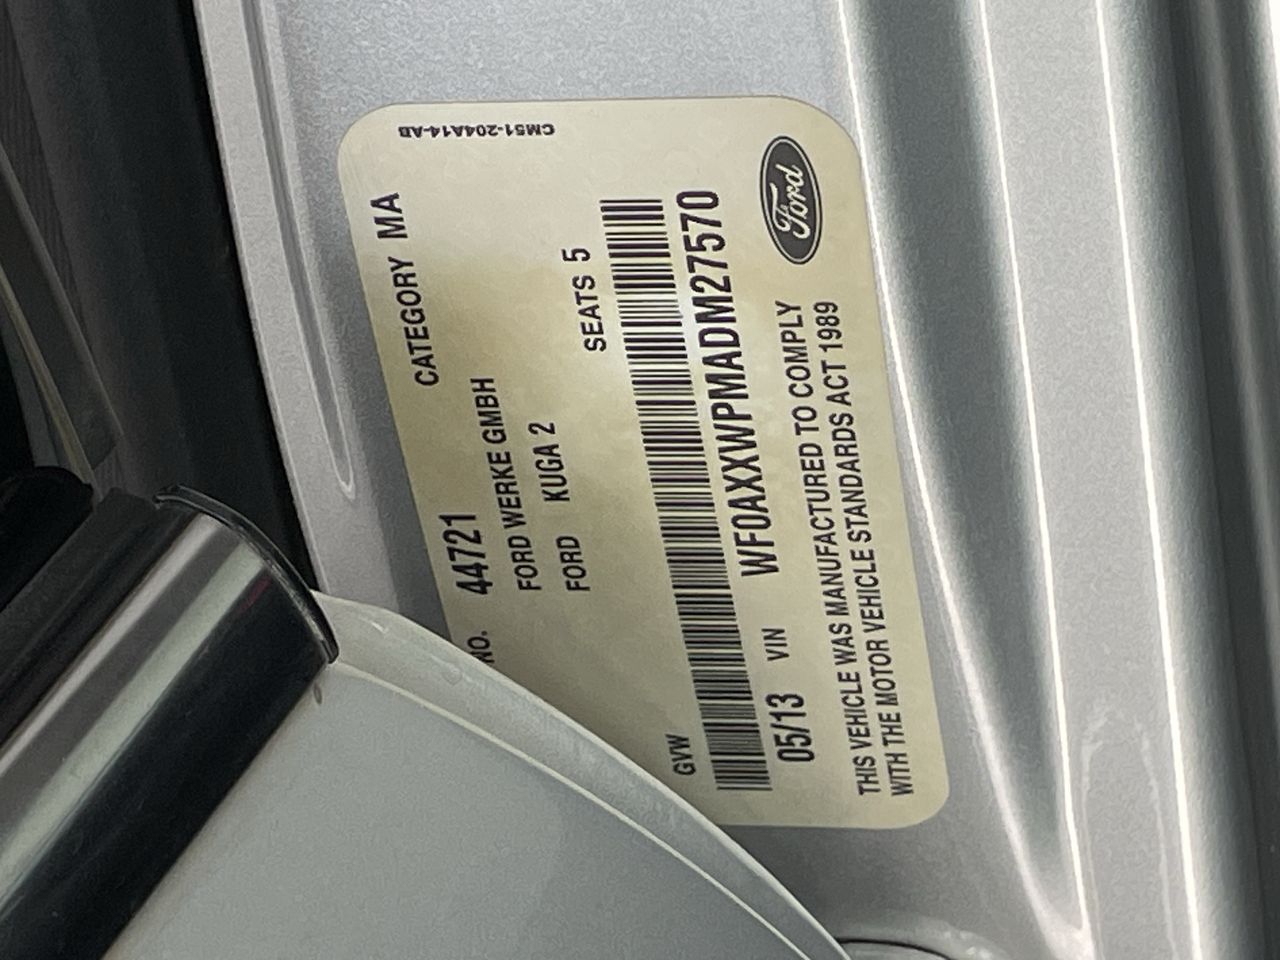 CM51-204A14-AB
NO. 44721 CATEGORY MA
FORD WERKE GMBH
FORD KUGA 2
SEATS 5
GVW
05/13 VIN WF0AXXWPMADM27570
THIS VEHICLE WAS MANUFACTURED TO COMPLY
WITH THE MOTOR VEHICLE STANDARDS ACT 1989
Ford